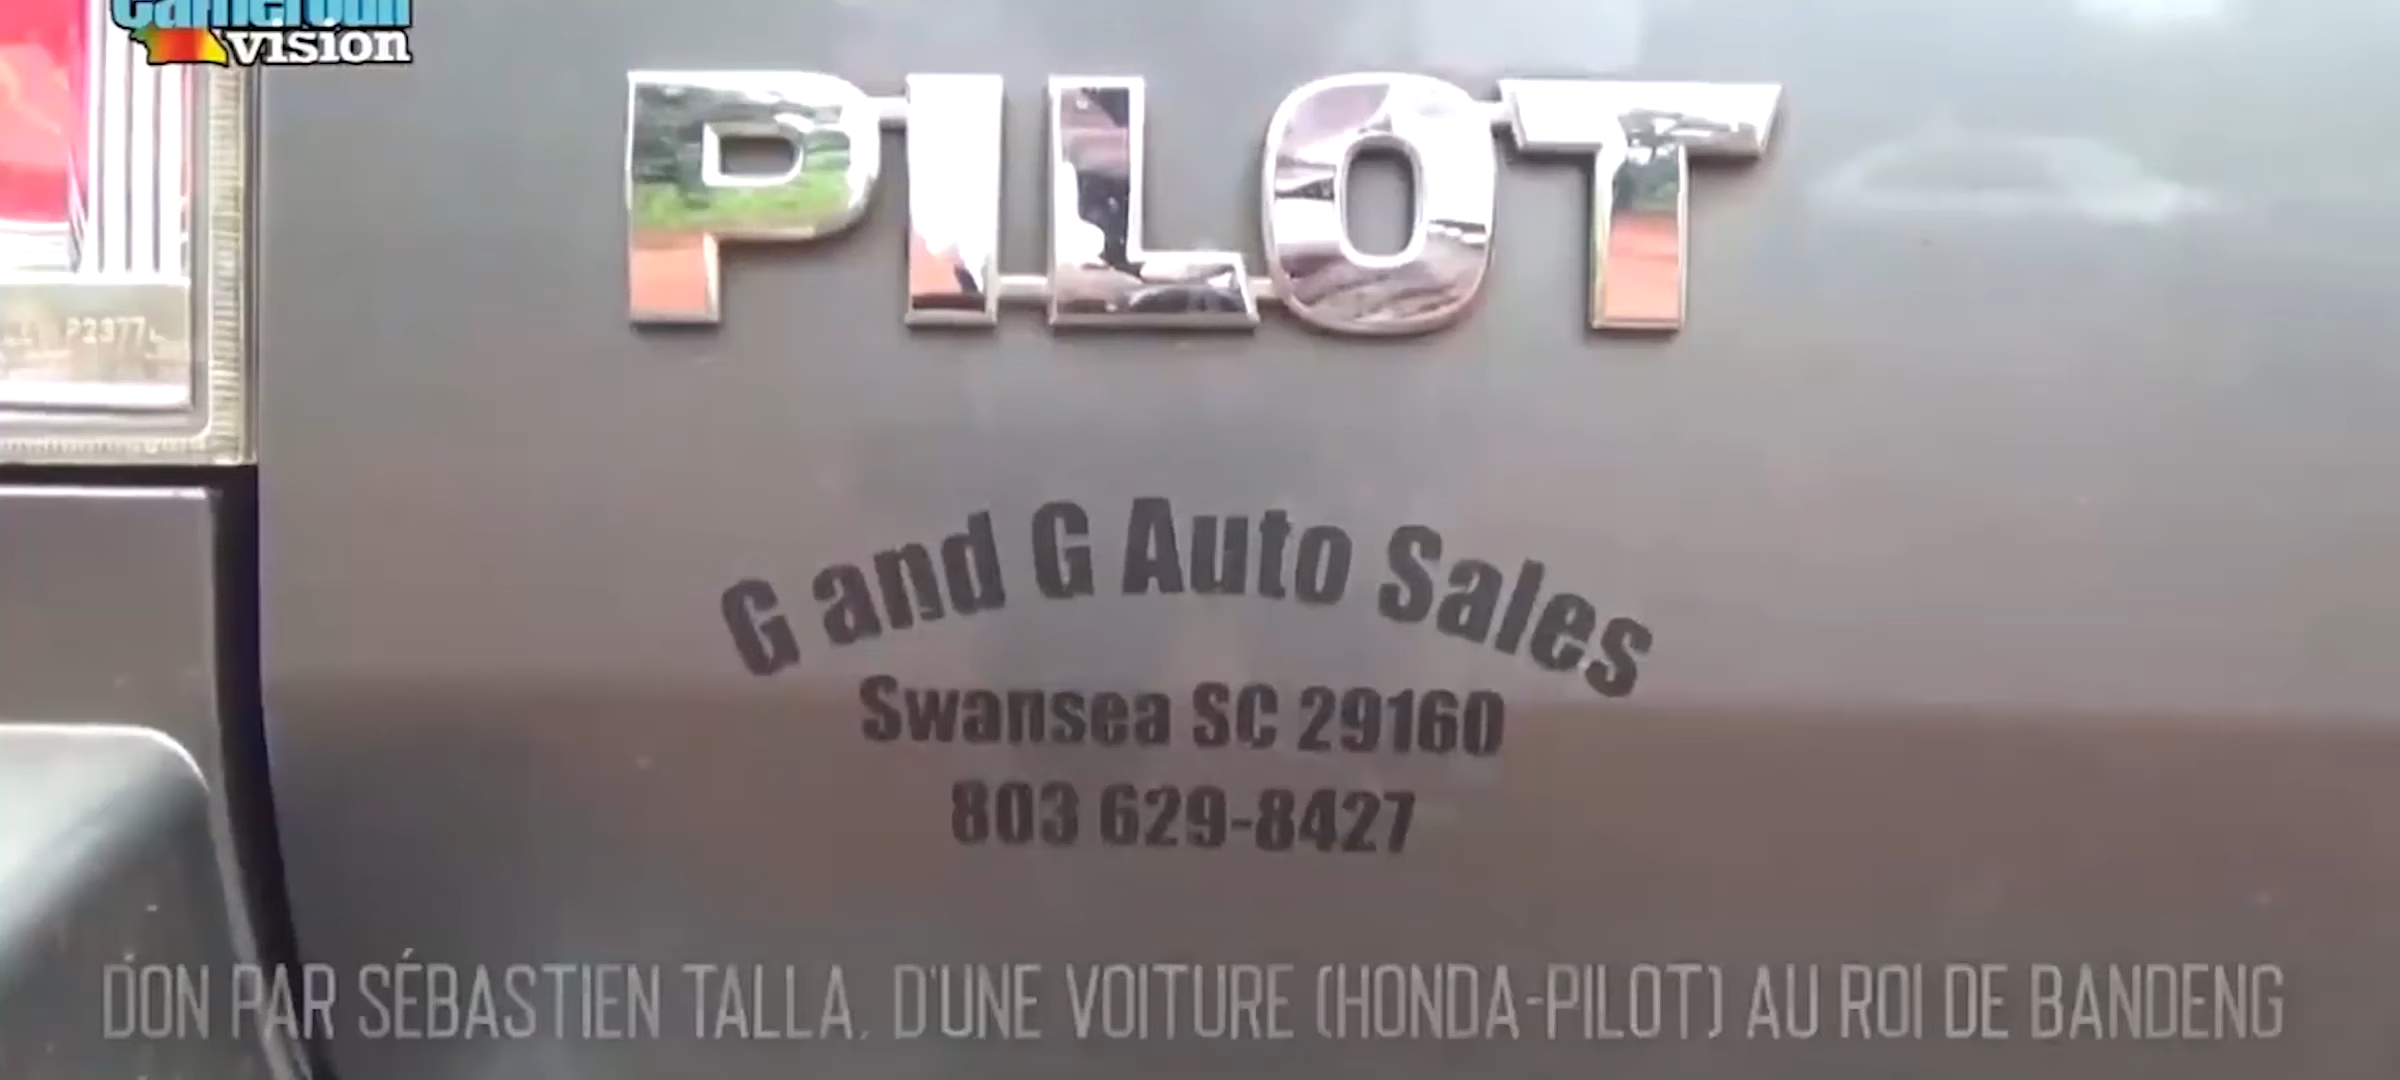 Cameroun
vision
PILOT
P2377
G and G Auto Sales
Swansea SC 29160
803 629-8427
DON PAR SÉBASTIEN TALLA, D'UNE VOITURE (HONDA-PILOT) AU ROI DE BANDENG